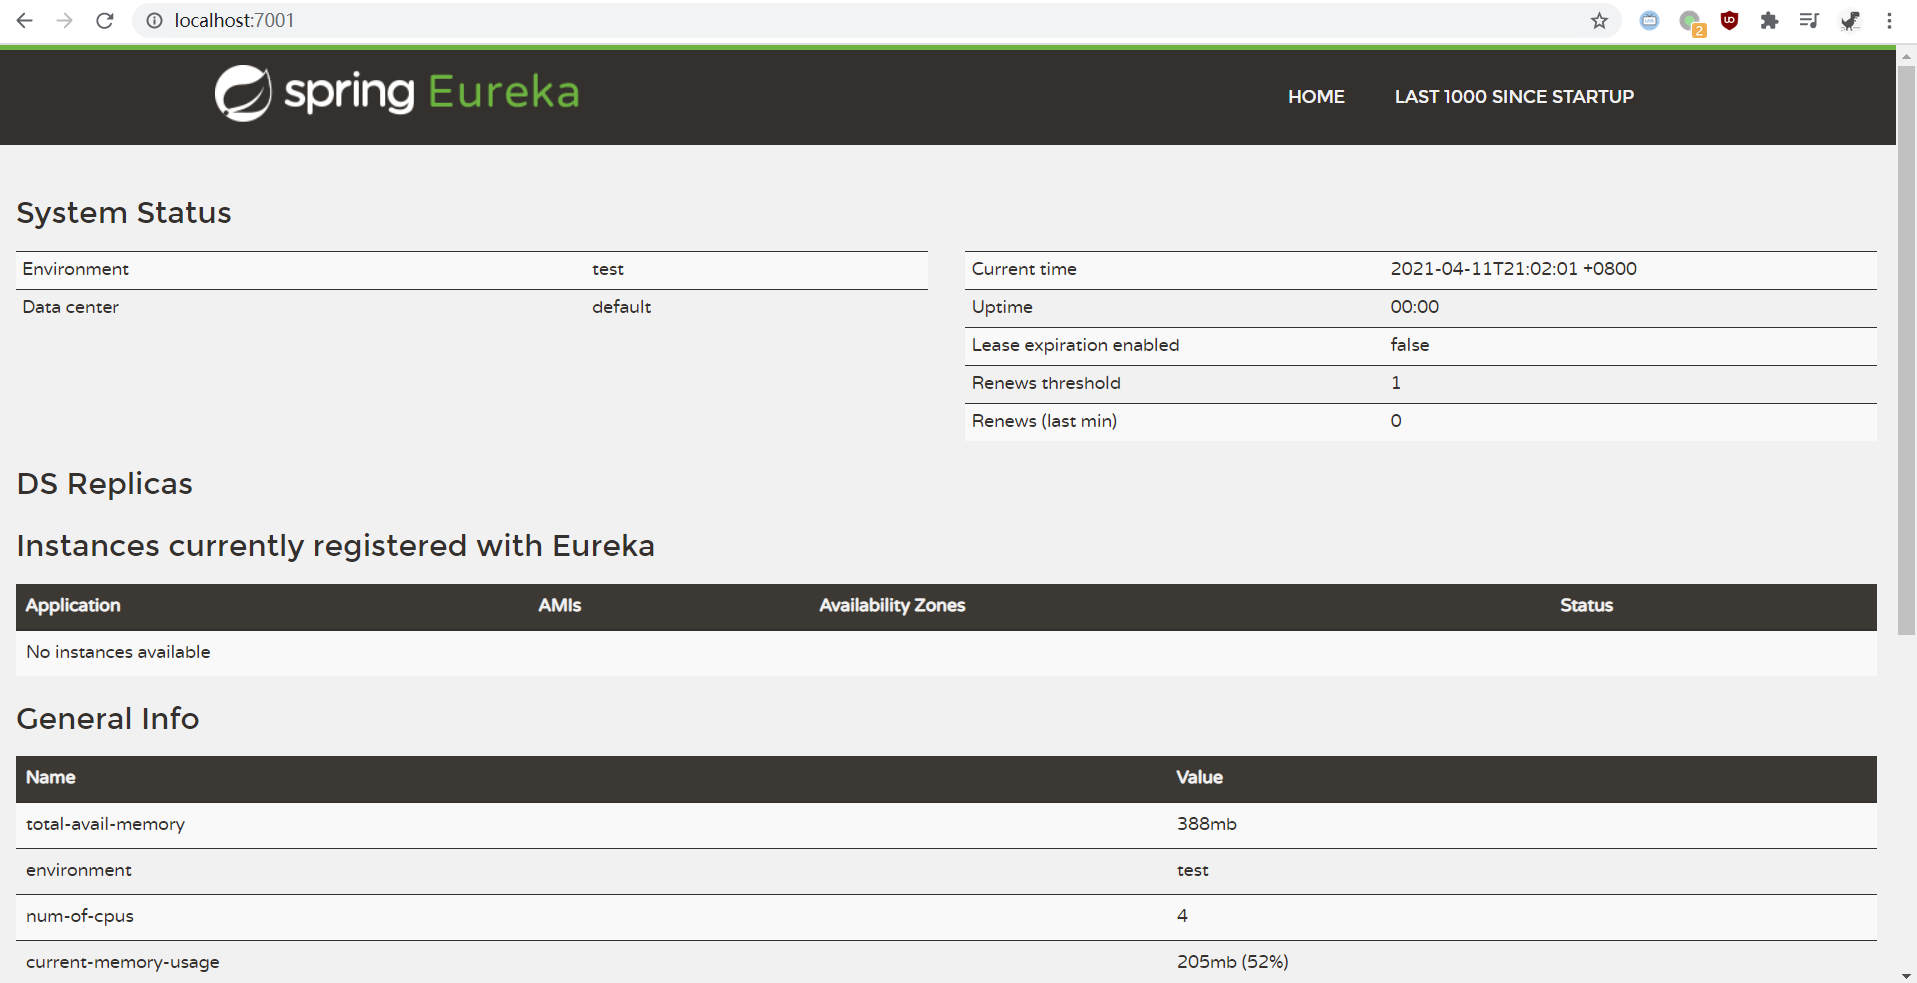 localhost:7001
2
UD
spring Eureka
HOME LAST 1000 SINCE STARTUP
System Status
Environment test
Data center default
Current time 2021-04-11T21:02:01 +0800
Uptime 00:00
Lease expiration enabled false
Renews threshold 1
Renews (last min) 0
DS Replicas
Instances currently registered with Eureka
Application AMIs Availability Zones Status
No instances available
General Info
Name Value
total-avail-memory 388mb
environment test
num-of-cpus 4
current-memory-usage 205mb (52%)